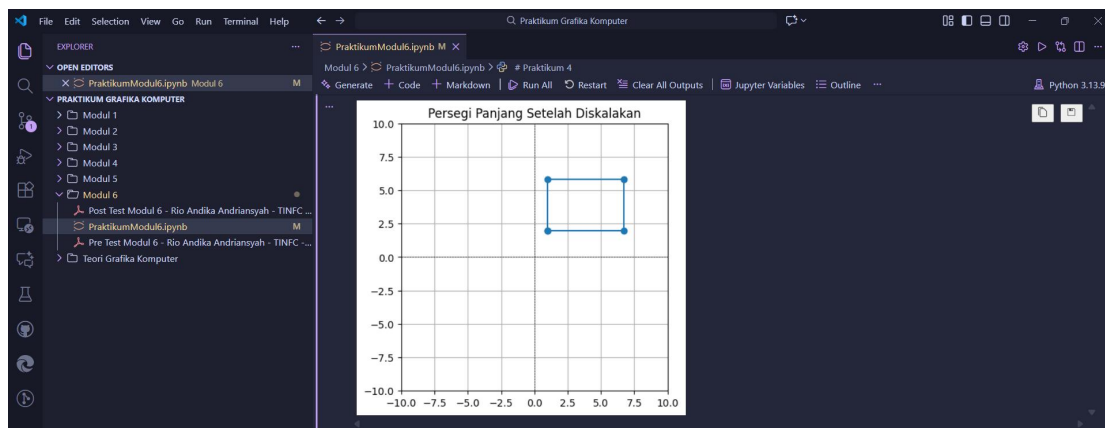 File Edit Selection View Go Run Terminal Help
Praktikum Grafika Komputer
EXPLORER
OPEN EDITORS
PraktikumModul6.ipynb Modul 6 M
PRAKTIKUM GRAFIKA KOMPUTER
Modul 1
Modul 2
Modul 3
Modul 4
Modul 5
Modul 6
Post Test Modul 6 - Rio Andika Andriansyah - TINFC ...
PraktikumModul6.ipynb M
Pre Test Modul 6 - Rio Andika Andriansyah - TINFC -...
Teori Grafika Komputer
1
PraktikumModul6.ipynb M
Modul 6 > PraktikumModul6.ipynb > # Praktikum 4
Generate + Code + Markdown Run All Restart Clear All Outputs Jupyter Variables Outline ...
Python 3.13.9
Persegi Panjang Setelah Diskalakan
10.0
7.5
5.0
2.5
0.0
−2.5
−5.0
−7.5
−10.0
−10.0 −7.5 −5.0 −2.5 0.0 2.5 5.0 7.5 10.0